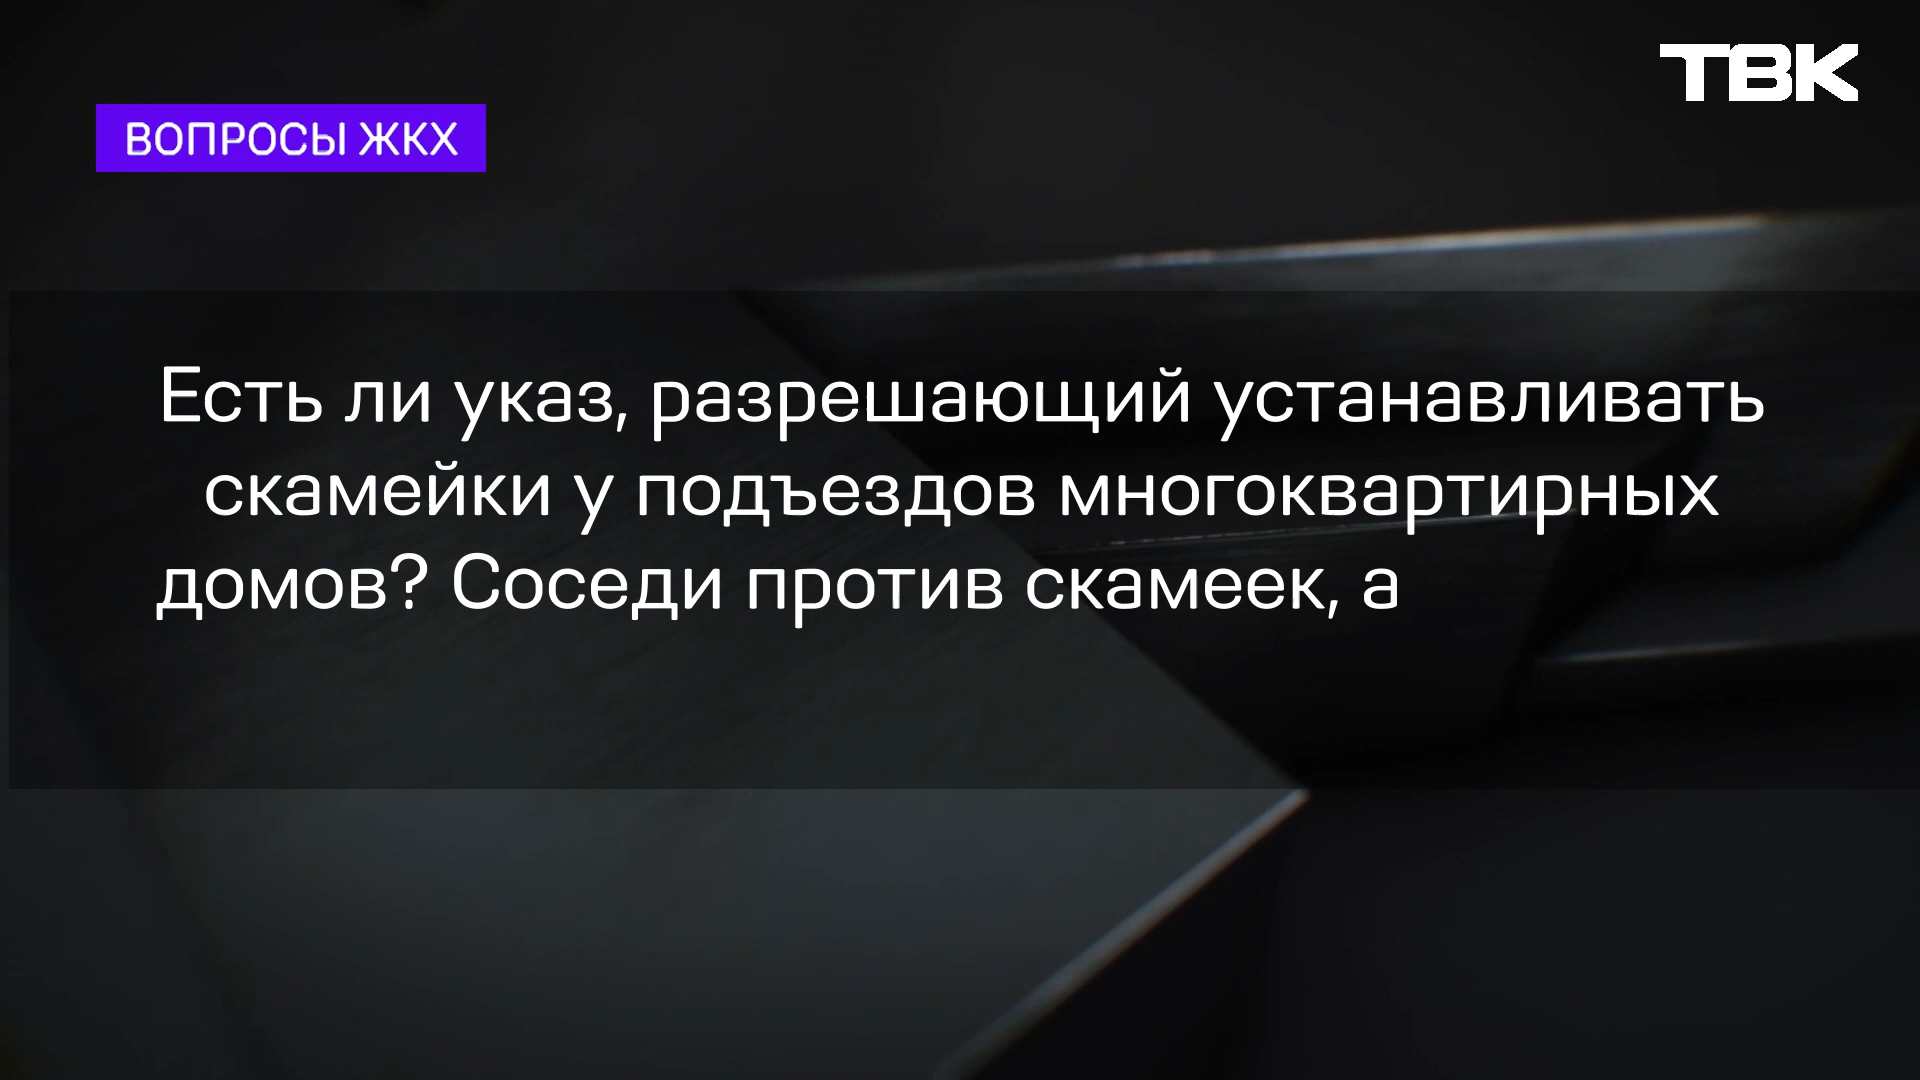 ТВК
ВОПРОСЫ ЖКХ
Есть ли указ, разрешающий устанавливать
скамейки у подъездов многоквартирных
домов? Соседи против скамеек, а